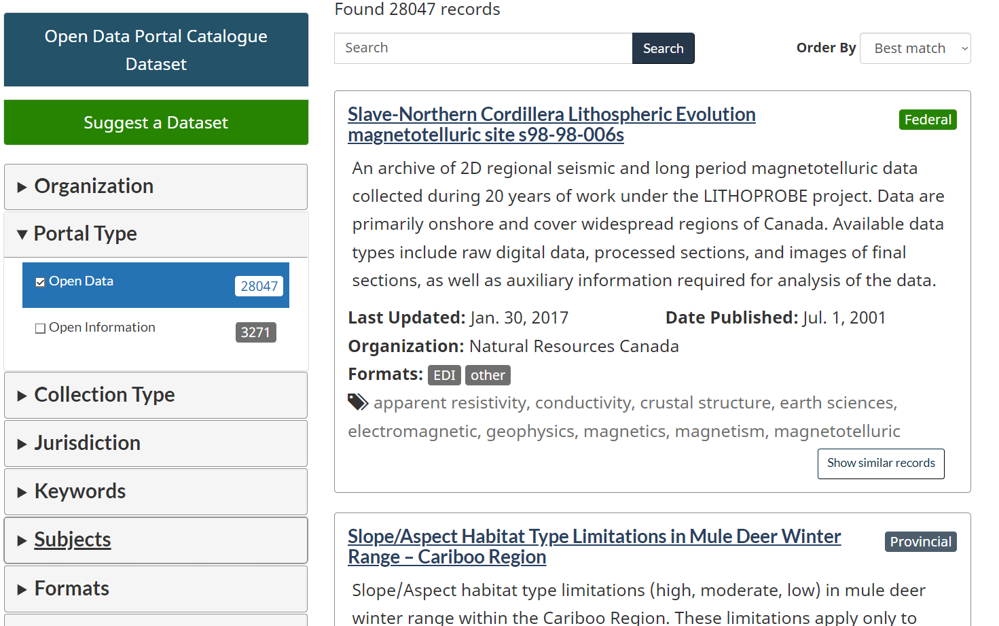 Open Data Portal Catalogue
Dataset
Suggest a Dataset
Organization
Portal Type
Open Data
28047
Open Information
3271
Collection Type
Jurisdiction
Keywords
Subjects
Formats
Found 28047 records
Search
Search
Order By
Best match
Slave-Northern Cordillera Lithospheric Evolution
magnetotelluric site s98-98-006s
Federal
An archive of 2D regional seismic and long period magnetotelluric data
collected during 20 years of work under the LITHOPROBE project. Data are
primarily onshore and cover widespread regions of Canada. Available data
types include raw digital data, processed sections, and images of final
sections, as well as auxiliary information required for analysis of the data.
Last Updated: Jan. 30, 2017
Date Published: Jul. 1, 2001
Organization: Natural Resources Canada
Formats: EDI other
apparent resistivity, conductivity, crustal structure, earth sciences,
electromagnetic, geophysics, magnetics, magnetism, magnetotelluric
Show similar records
Slope/Aspect Habitat Type Limitations in Mule Deer Winter
Range – Cariboo Region
Provincial
Slope/Aspect habitat type limitations (high, moderate, low) in mule deer
winter range within the Cariboo Region. These limitations apply only to